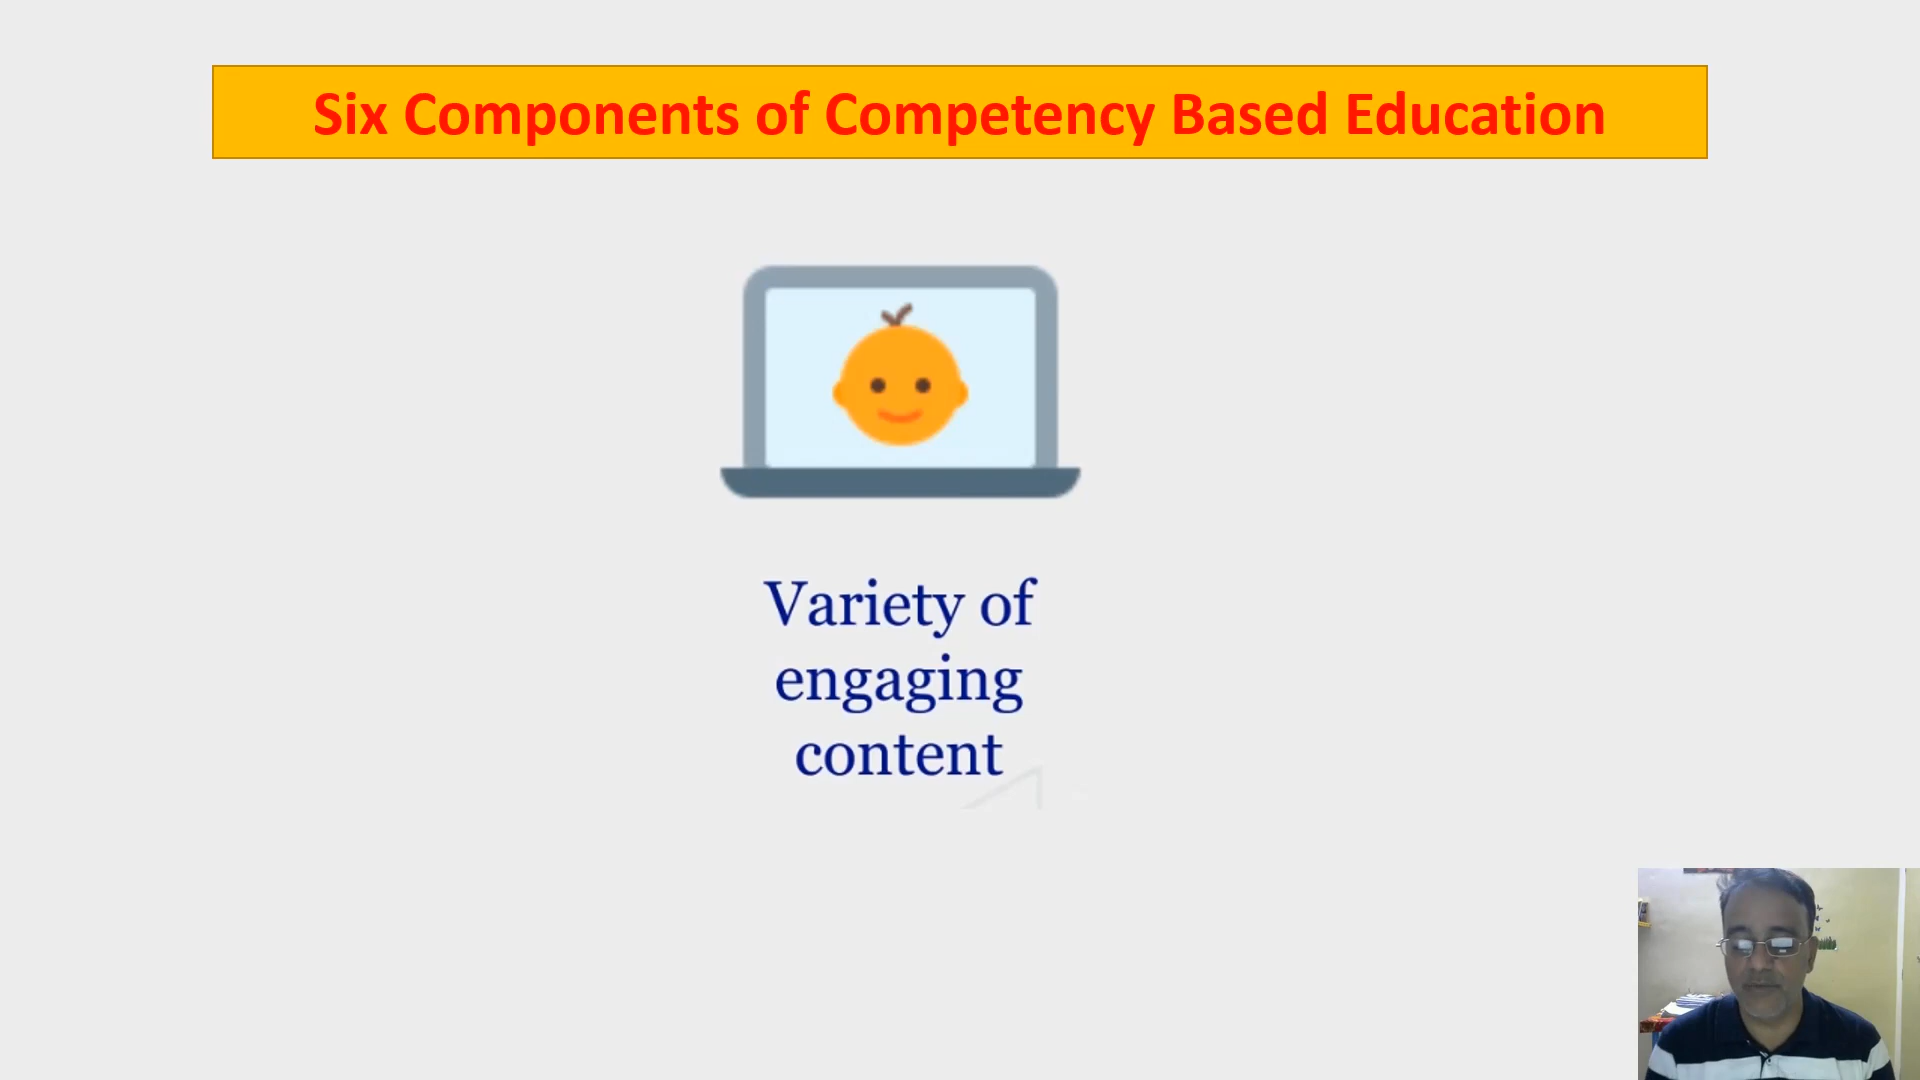 Six Components of Competency Based Education
Variety of
engaging
content